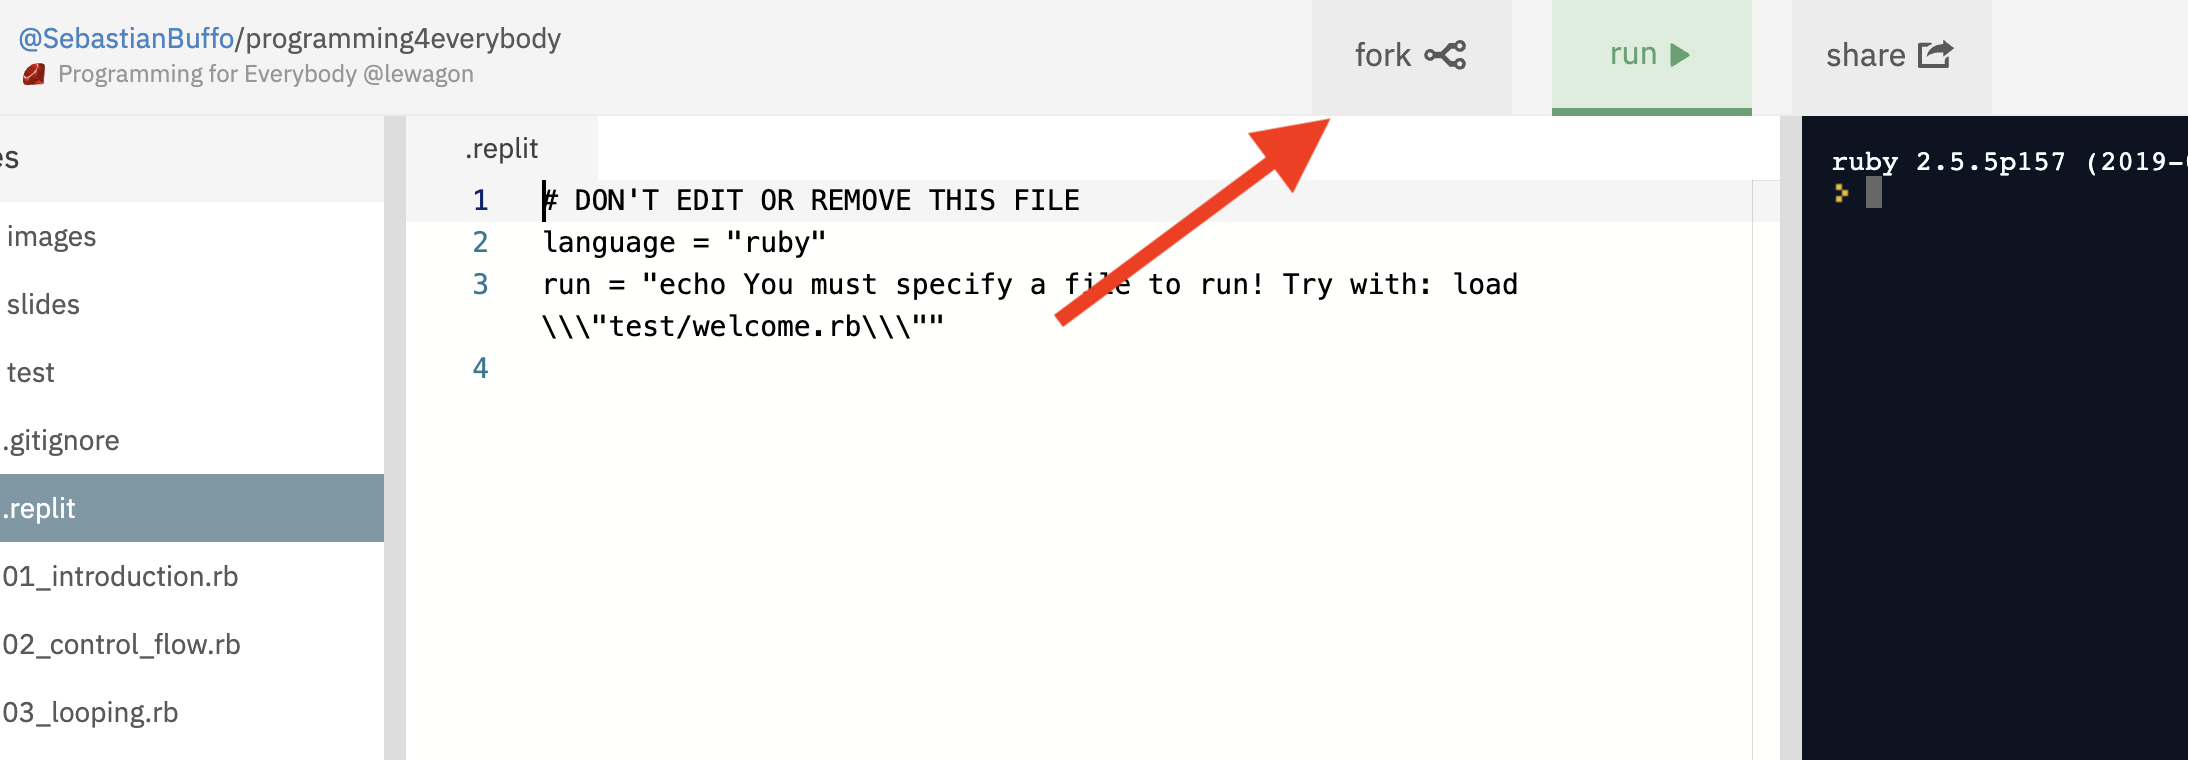 @SebastianBuffo/programming4everybody
Programming for Everybody @lewagon
fork
run
share
es
images
slides
test
.gitignore
.replit
01_introduction.rb
02_control_flow.rb
03_looping.rb
.replit
1 # DON'T EDIT OR REMOVE THIS FILE
2 language = "ruby"
3 run = "echo You must specify a file to run! Try with: load
\\\"test/welcome.rb\\\""
4
ruby 2.5.5p157 (2019-